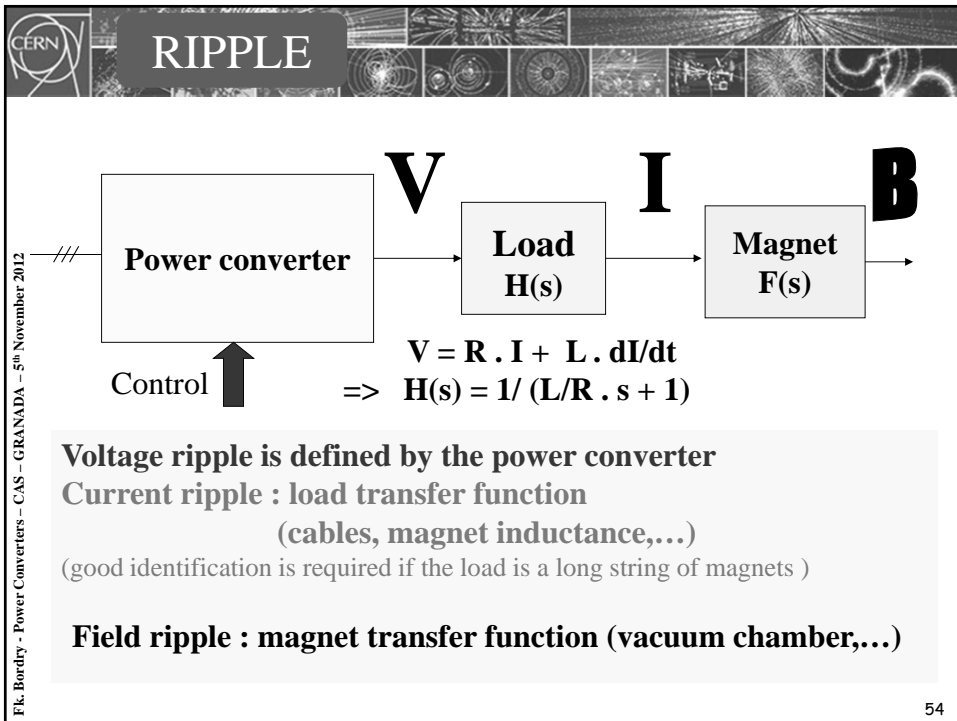 CERN
RIPPLE
V
I
B
Power converter
Load
H(s)
Magnet
F(s)
Control
V = R . I + L . dI/dt
=> H(s) = 1/ (L/R . s + 1)
Voltage ripple is defined by the power converter
Current ripple : load transfer function
(cables, magnet inductance,…)
(good identification is required if the load is a long string of magnets )
Field ripple : magnet transfer function (vacuum chamber,…)
Fk. Bordry - Power Converters – CAS – GRANADA – 5th November 2012
54